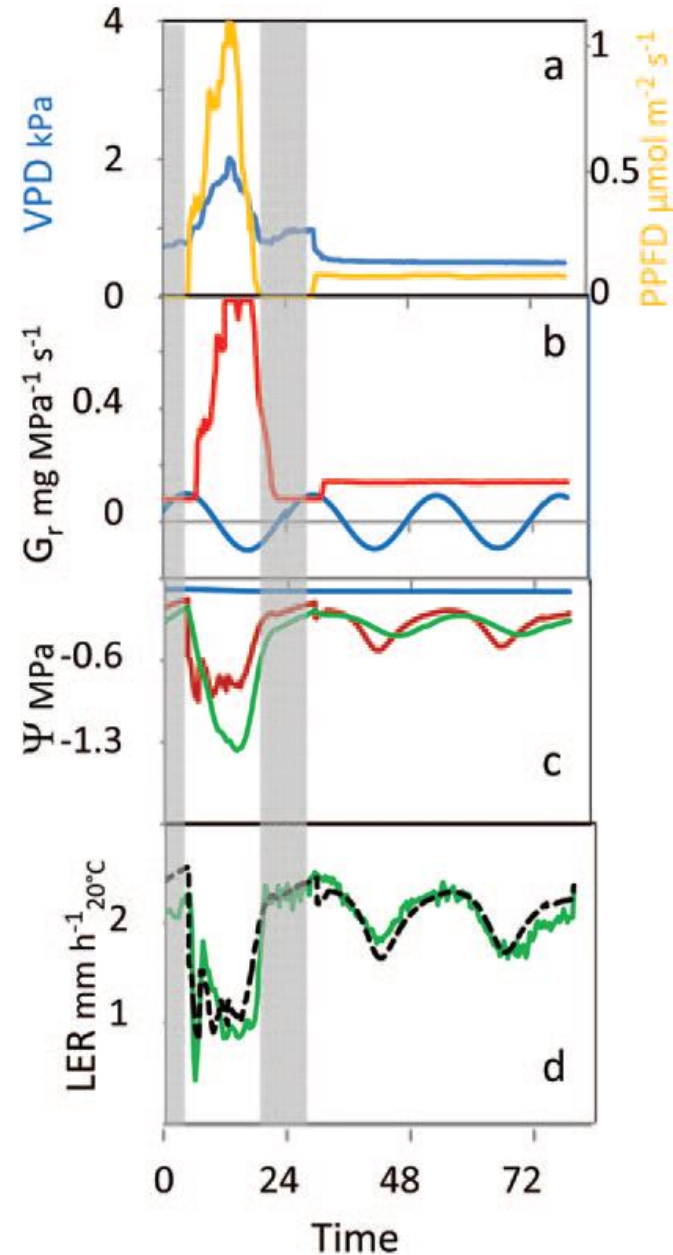 4
2
0
VPD kPa
a
1
0.5
0
PPFD µmol m⁻² s⁻¹
0.4
0
Gᵣ mg MPa⁻¹ s⁻¹
b
-0.6
-1.3
Ψ MPa
c
2
1
LER mm h⁻¹ 20°C
d
0 24 48 72
Time